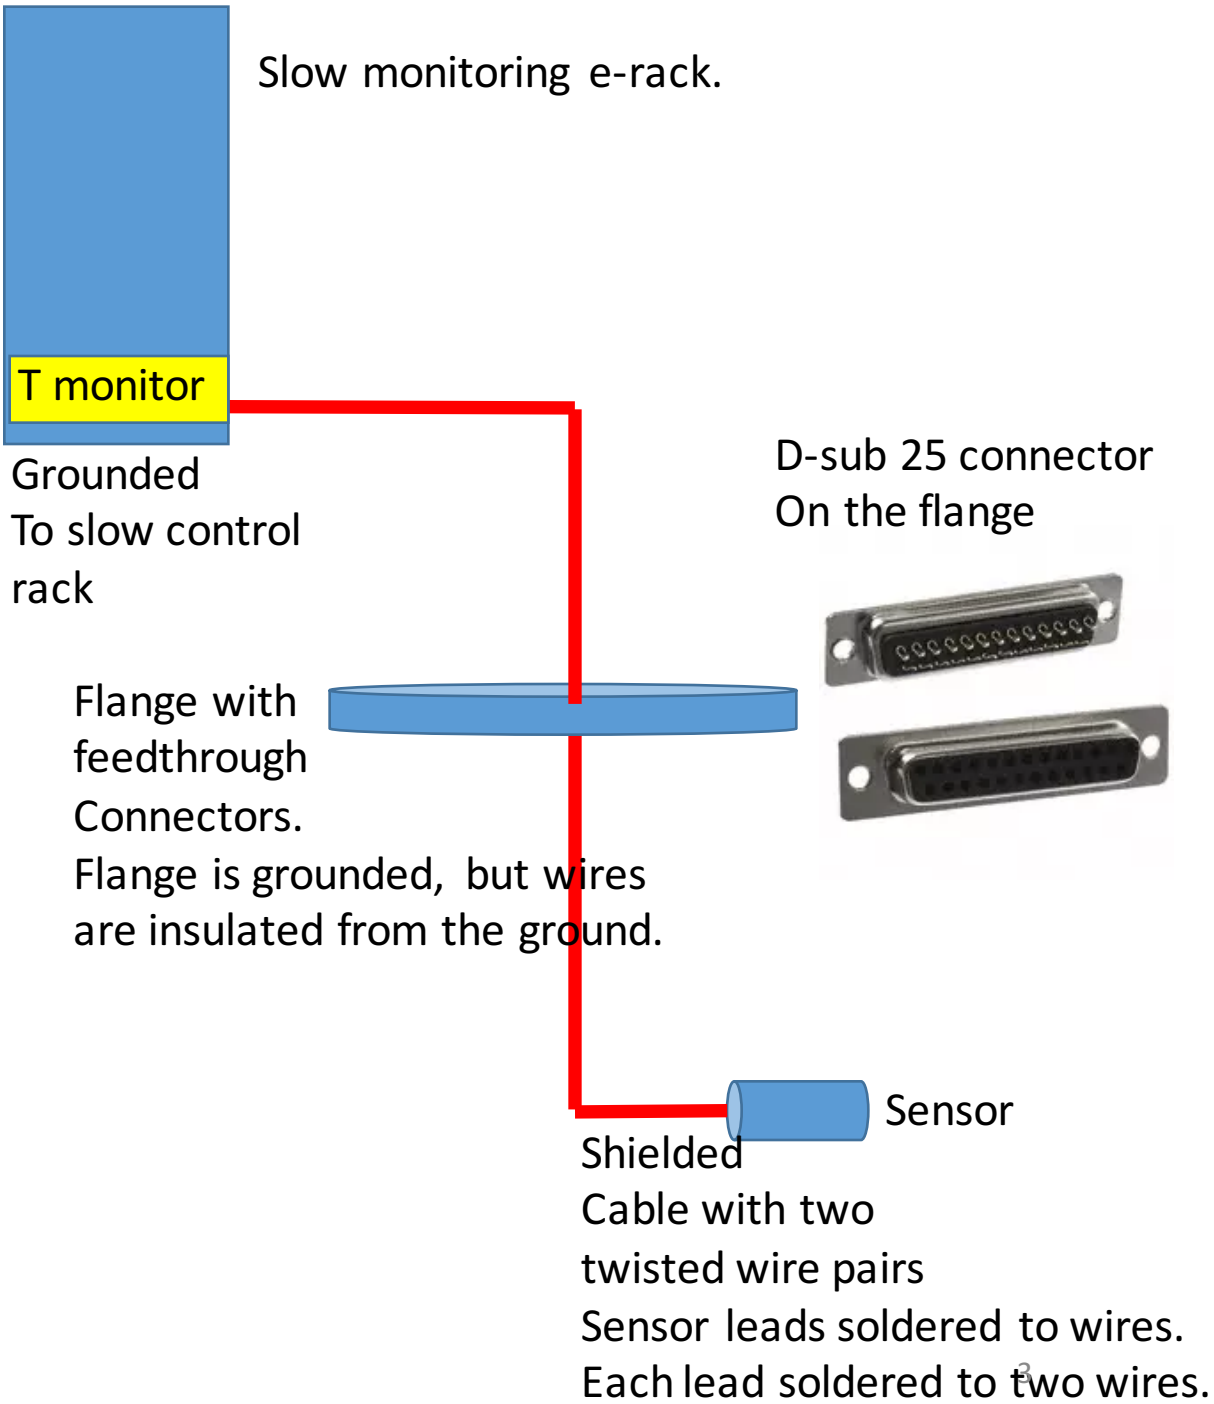 Slow monitoring e-rack.
T monitor
Grounded
To slow control
rack
D-sub 25 connector
On the flange
Flange with
feedthrough
Connectors.
Flange is grounded, but wires
are insulated from the ground.
Sensor
Shielded
Cable with two
twisted wire pairs
Sensor leads soldered to wires.
Each lead soldered to two wires.
3